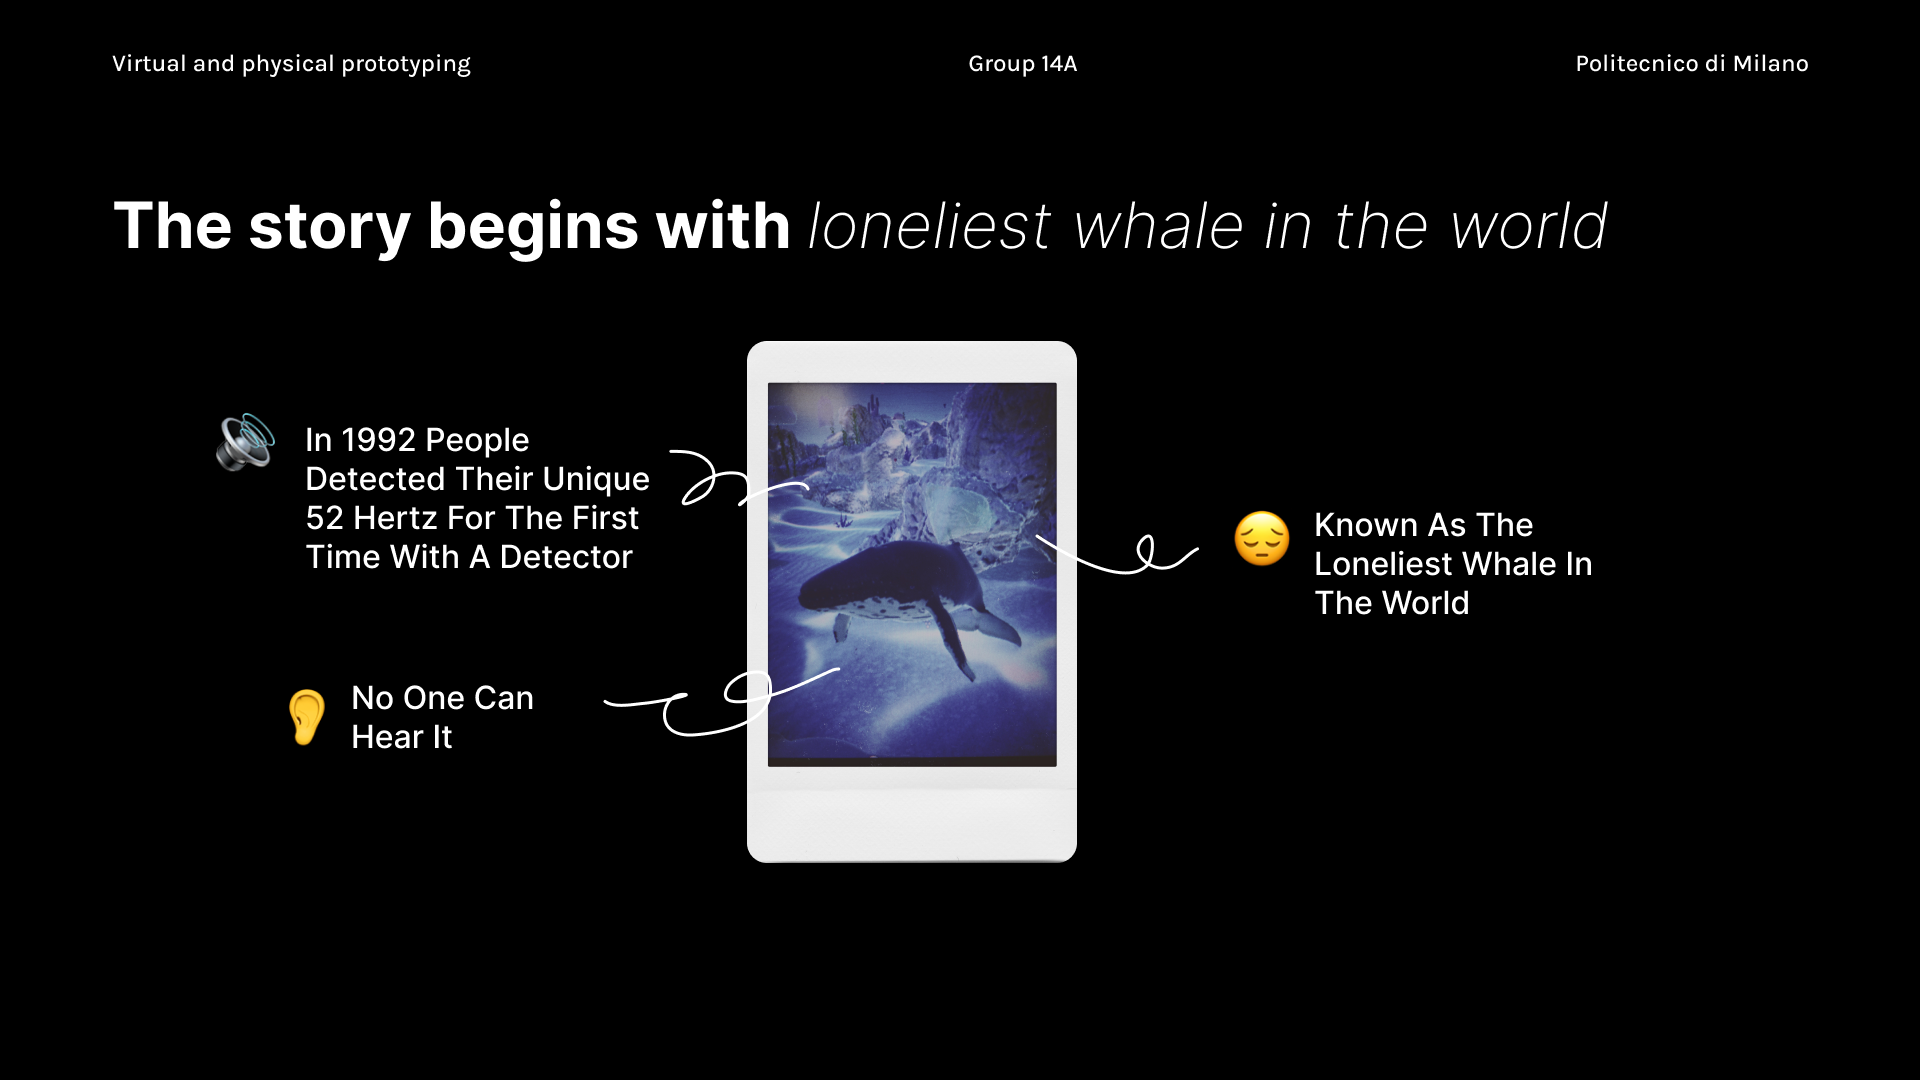 Virtual and physical prototyping
Group 14A
Politecnico di Milano
The story begins with loneliest whale in the world
In 1992 People
Detected Their Unique
52 Hertz For The First
Time With A Detector
Known As The
Loneliest Whale In
The World
No One Can
Hear It